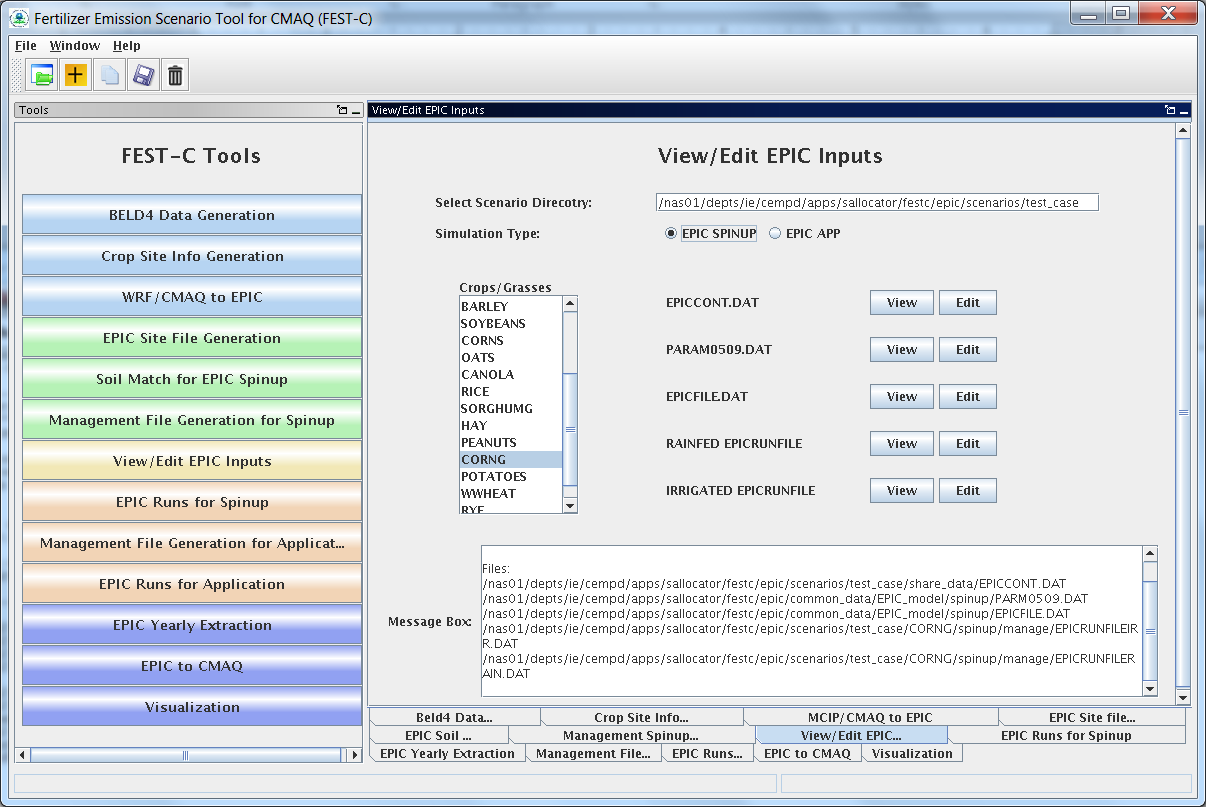 Fertilizer Emission Scenario Tool for CMAQ (FEST-C)
File Window Help
Tools
FEST-C Tools
BELD4 Data Generation
Crop Site Info Generation
WRF/CMAQ to EPIC
EPIC Site File Generation
Soil Match for EPIC Spinup
Management File Generation for Spinup
View/Edit EPIC Inputs
EPIC Runs for Spinup
Management File Generation for Applicat...
EPIC Runs for Application
EPIC Yearly Extraction
EPIC to CMAQ
Visualization
View/Edit EPIC Inputs
View/Edit EPIC Inputs
Select Scenario Direcotry: /nas01/depts/ie/cempd/apps/sallocator/festc/epic/scenarios/test_case
Simulation Type: EPIC SPINUP EPIC APP
Crops/Grasses
BARLEY
SOYBEANS
CORNS
OATS
CANOLA
RICE
SORGHUMG
HAY
PEANUTS
CORNG
POTATOES
WWHEAT
RYE
EPICCONT.DAT View Edit
PARAM0509.DAT View Edit
EPICFILE.DAT View Edit
RAINFED EPICRUNFILE View Edit
IRRIGATED EPICRUNFILE View Edit
Message Box:
Files:
/nas01/depts/ie/cempd/apps/sallocator/festc/epic/scenarios/test_case/share_data/EPICCONT.DAT
/nas01/depts/ie/cempd/apps/sallocator/festc/epic/common_data/EPIC_model/spinup/PARM0509.DAT
/nas01/depts/ie/cempd/apps/sallocator/festc/epic/common_data/EPIC_model/spinup/EPICFILE.DAT
/nas01/depts/ie/cempd/apps/sallocator/festc/epic/scenarios/test_case/CORNG/spinup/manage/EPICRUNFILEIR
R.DAT
/nas01/depts/ie/cempd/apps/sallocator/festc/epic/scenarios/test_case/CORNG/spinup/manage/EPICRUNFILER
AIN.DAT
Beld4 Data... Crop Site Info... MCIP/CMAQ to EPIC EPIC Site file...
EPIC Soil ... Management Spinup... View/Edit EPIC... EPIC Runs for Spinup
EPIC Yearly Extraction Management File... EPIC Runs... EPIC to CMAQ Visualization